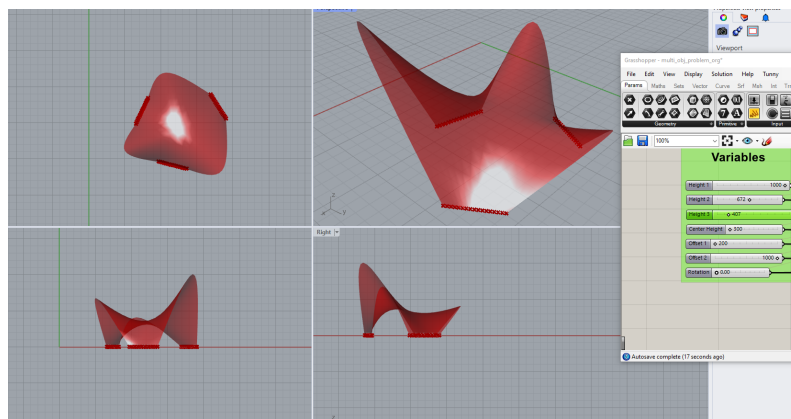 Viewport
Grasshopper - multi_obj_problem_org*
File Edit View Display Solution Help Tunny
Params Maths Sets Vector Curve Srf Msh Int
Geometry + Primitive + Input
100%
Variables
Height 1 1000
Height 2 672
Height 3 407
Center Height 300
Offset 1 200
Offset 2 1000
Rotation 0.00
Right
z
x y
Autosave complete (17 seconds ago)